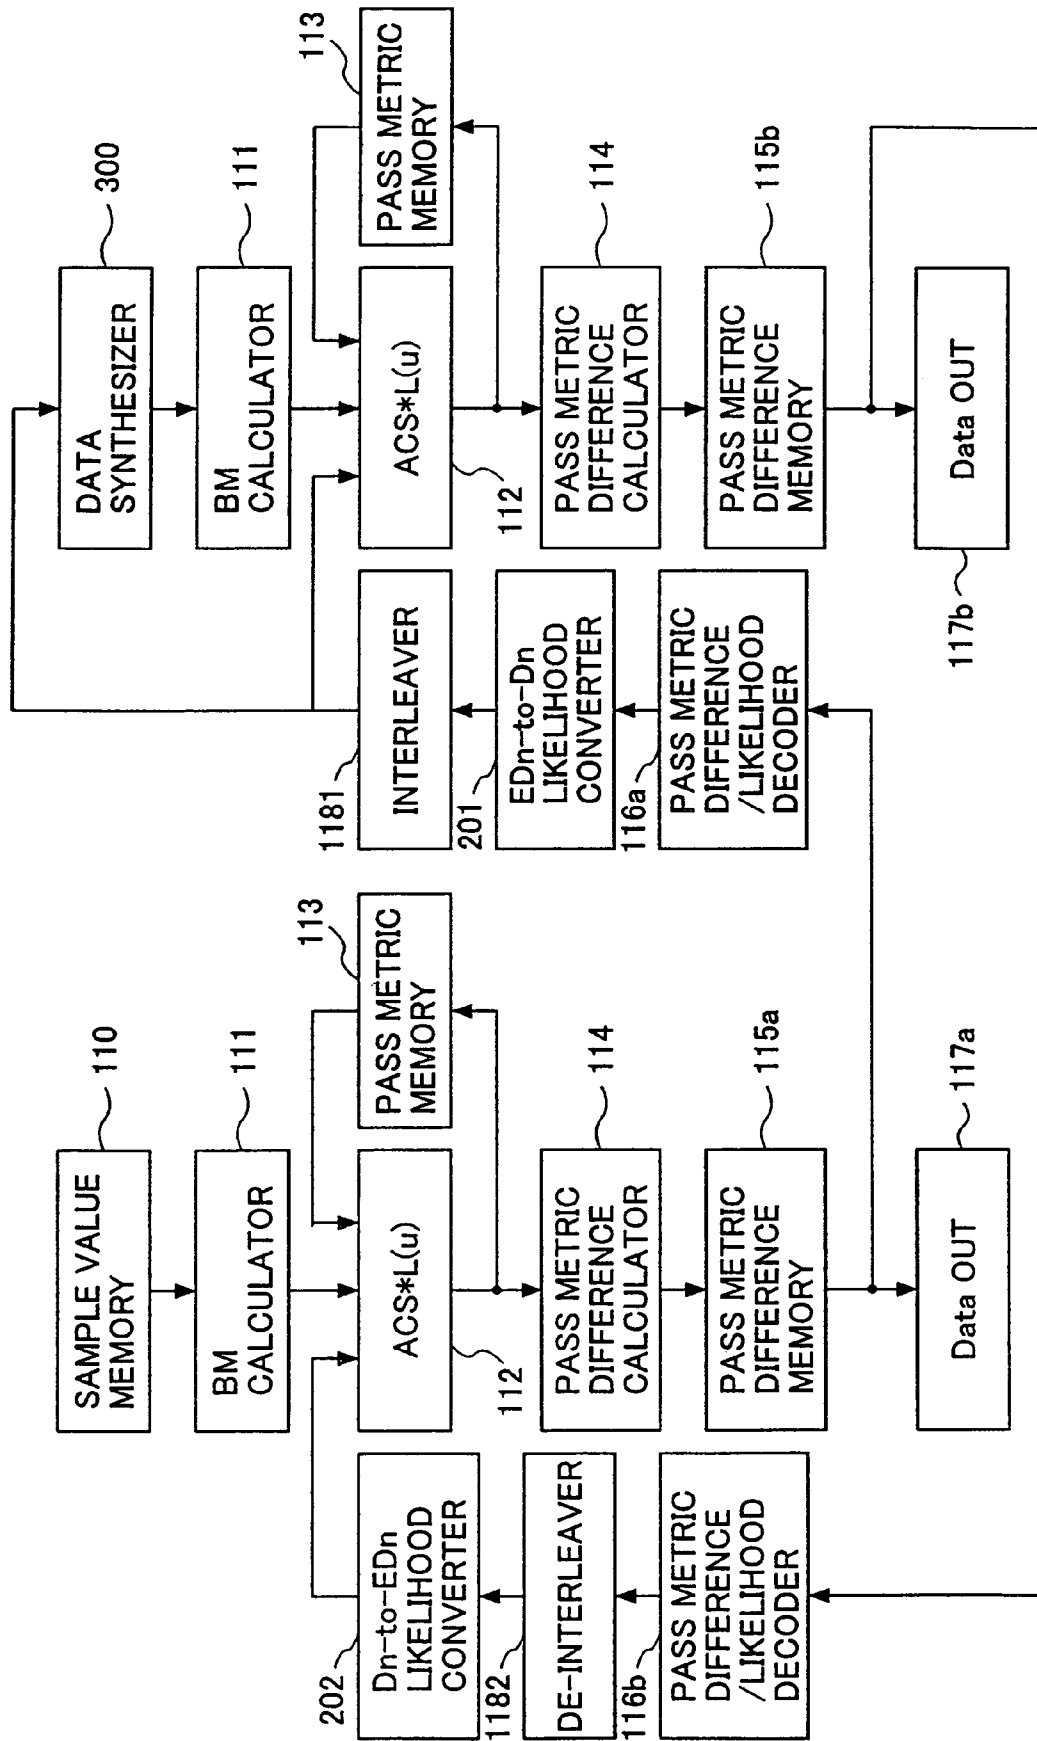 SAMPLE VALUE
MEMORY
110
BM
CALCULATOR
111
113
PASS METRIC
MEMORY
ACS*L(u)
112
PASS METRIC
DIFFERENCE
CALCULATOR
114
PASS METRIC
DIFFERENCE
MEMORY
115a
Data OUT
117a
202
Dn-to-EDn
LIKELIHOOD
CONVERTER
1182
DE-INTERLEAVER
116b
PASS METRIC
DIFFERENCE
/LIKELIHOOD
DECODER
DATA
SYNTHESIZER
300
BM
CALCULATOR
111
113
PASS METRIC
MEMORY
ACS*L(u)
112
PASS METRIC
DIFFERENCE
CALCULATOR
114
PASS METRIC
DIFFERENCE
MEMORY
115b
Data OUT
117b
1181
INTERLEAVER
201
EDn-to-Dn
LIKELIHOOD
CONVERTER
116a
PASS METRIC
DIFFERENCE
/LIKELIHOOD
DECODER